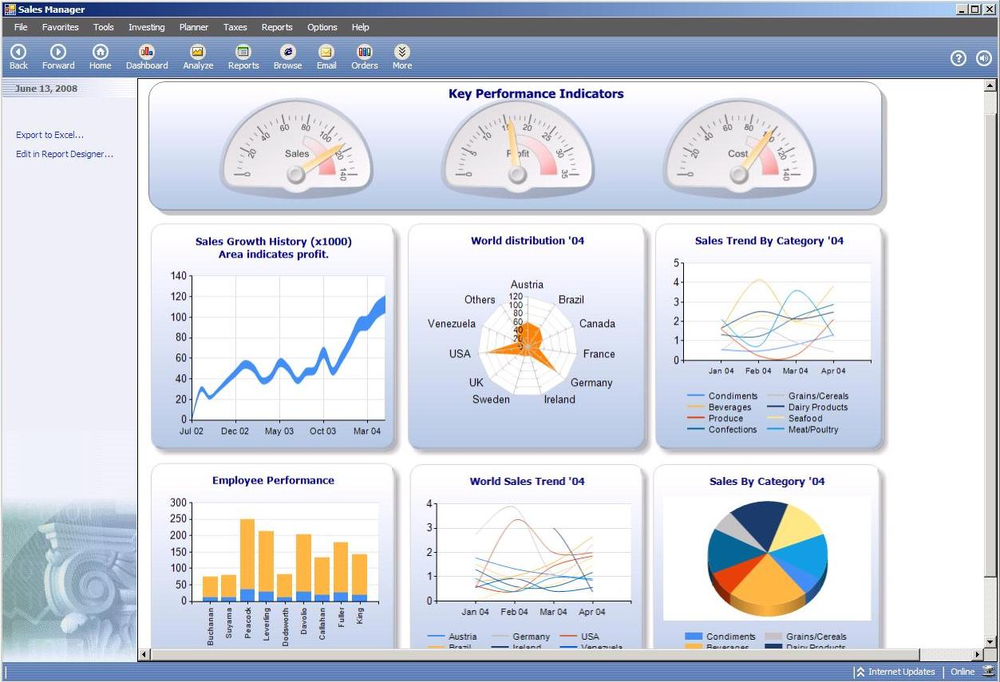 Sales Manager
File Favorites Tools Investing Planner Taxes Reports Options Help
Back Forward Home Dashboard Analyze Reports Browse Email Orders More
June 13, 2008
Export to Excel...
Edit in Report Designer...
Key Performance Indicators
0 20 40 60 80 100 120 140
Sales
0 5 10 15 20 25 30 35
Profit
0 20 40 60 80 100 120 140
Cost
Sales Growth History (x1000)
Area indicates profit.
140
120
100
80
60
40
20
0
Jul 02 Dec 02 May 03 Oct 03 Mar 04
World distribution '04
Austria
120
100
80
60
40
20
0
Brazil
Canada
France
Germany
Ireland
Sweden
UK
USA
Venezuela
Others
Sales Trend By Category '04
5
4
3
2
1
0
Jan 04 Feb 04 Mar 04 Apr 04
Condiments Grains/Cereals
Beverages Dairy Products
Produce Seafood
Confections Meat/Poultry
Employee Performance
300
250
200
150
100
50
0
Buchanan Suyama Peacock Leverling Dodsworth Davolio Callahan Fuller King
World Sales Trend '04
4
3
2
1
0
Jan 04 Feb 04 Mar 04 Apr 04
Austria Germany USA
Brazil Ireland Venezuela
Sales By Category '04
Condiments Grains/Cereals
Beverages Dairy Products
Internet Updates Online